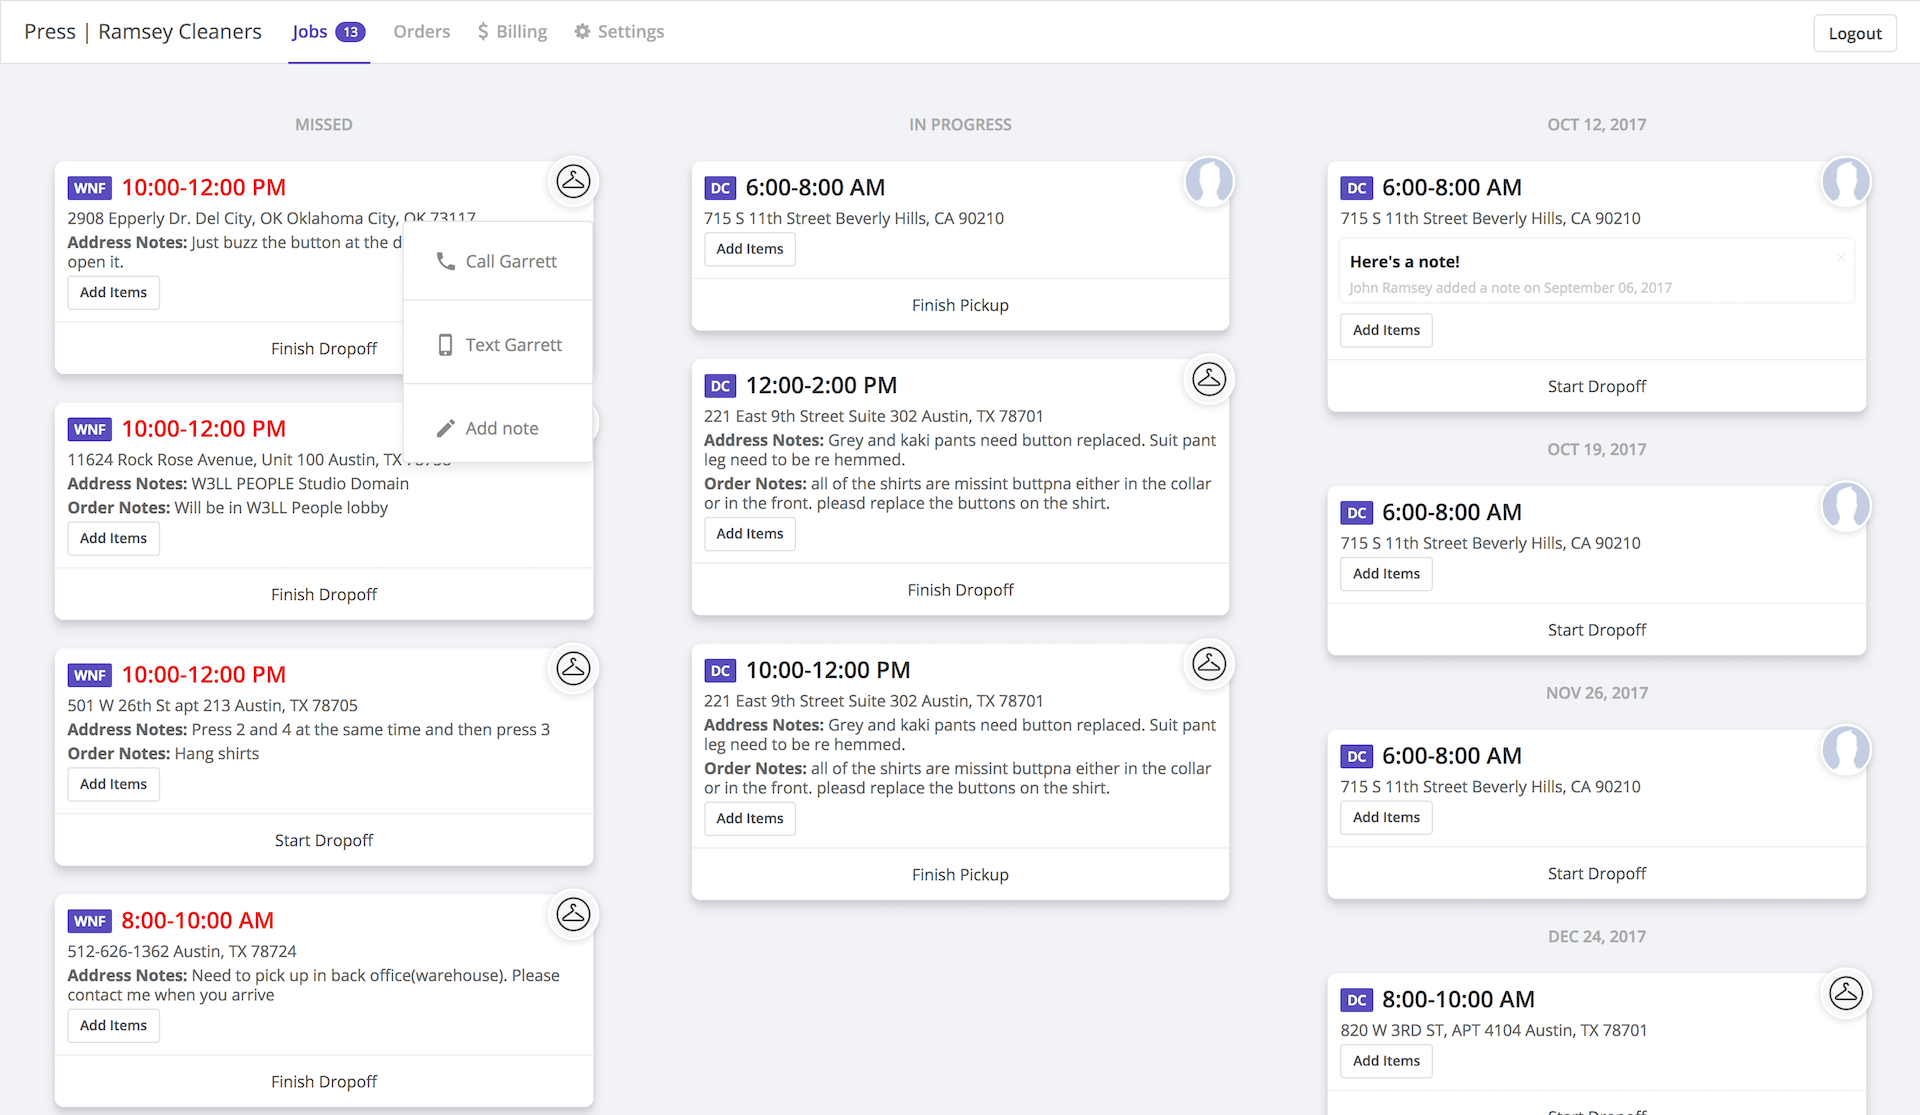 Press | Ramsey Cleaners
Jobs 13
Orders
$ Billing
Settings
Logout
MISSED
WNF 10:00-12:00 PM
2908 Epperly Dr. Del City, OK Oklahoma City, OK 73117
Address Notes: Just buzz the button at the d
open it.
Add Items
Finish Dropoff
Call Garrett
Text Garrett
Add note
WNF 10:00-12:00 PM
11624 Rock Rose Avenue, Unit 100 Austin, TX
Address Notes: W3LL PEOPLE Studio Domain
Order Notes: Will be in W3LL People lobby
Add Items
Finish Dropoff
WNF 10:00-12:00 PM
501 W 26th St apt 213 Austin, TX 78705
Address Notes: Press 2 and 4 at the same time and then press 3
Order Notes: Hang shirts
Add Items
Start Dropoff
WNF 8:00-10:00 AM
512-626-1362 Austin, TX 78724
Address Notes: Need to pick up in back office(warehouse). Please
contact me when you arrive
Add Items
Finish Dropoff
IN PROGRESS
DC 6:00-8:00 AM
715 S 11th Street Beverly Hills, CA 90210
Add Items
Finish Pickup
DC 12:00-2:00 PM
221 East 9th Street Suite 302 Austin, TX 78701
Address Notes: Grey and kaki pants need button replaced. Suit pant
leg need to be re hemmed.
Order Notes: all of the shirts are missint buttpna either in the collar
or in the front. pleasd replace the buttons on the shirt.
Add Items
Finish Dropoff
DC 10:00-12:00 PM
221 East 9th Street Suite 302 Austin, TX 78701
Address Notes: Grey and kaki pants need button replaced. Suit pant
leg need to be re hemmed.
Order Notes: all of the shirts are missint buttpna either in the collar
or in the front. pleasd replace the buttons on the shirt.
Add Items
Finish Pickup
OCT 12, 2017
DC 6:00-8:00 AM
715 S 11th Street Beverly Hills, CA 90210
Here's a note!
John Ramsey added a note on September 06, 2017
Add Items
Start Dropoff
OCT 19, 2017
DC 6:00-8:00 AM
715 S 11th Street Beverly Hills, CA 90210
Add Items
Start Dropoff
NOV 26, 2017
DC 6:00-8:00 AM
715 S 11th Street Beverly Hills, CA 90210
Add Items
Start Dropoff
DEC 24, 2017
DC 8:00-10:00 AM
820 W 3RD ST, APT 4104 Austin, TX 78701
Add Items